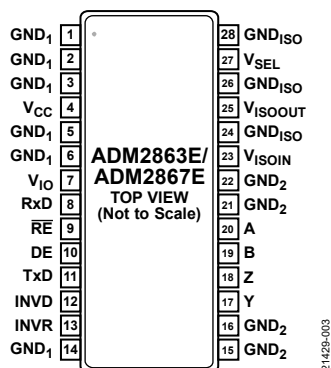 GND1 1 28 GNDISO
GND1 2 27 VSEL
GND1 3 26 GNDISO
VCC 4 25 VISOOUT
GND1 5 24 GNDISO
GND1 6 23 VISOIN
ADM2863E/
ADM2867E
TOP VIEW
(Not to Scale)
VIO 7 22 GND2
RxD 8 21 GND2
RE 9 20 A
DE 10 19 B
TxD 11 18 Z
INVD 12 17 Y
INVR 13 16 GND2
GND1 14 15 GND2
21429-003